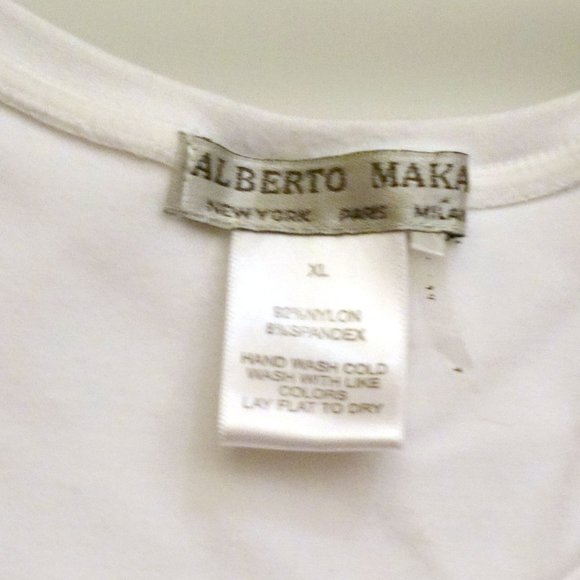 ALBERTO MAKA
NEW YORK PARIS MILAN
XL
92% NYLON
8% SPANDEX
HAND WASH COLD
WASH WITH LIKE
COLORS
LAY FLAT TO DRY